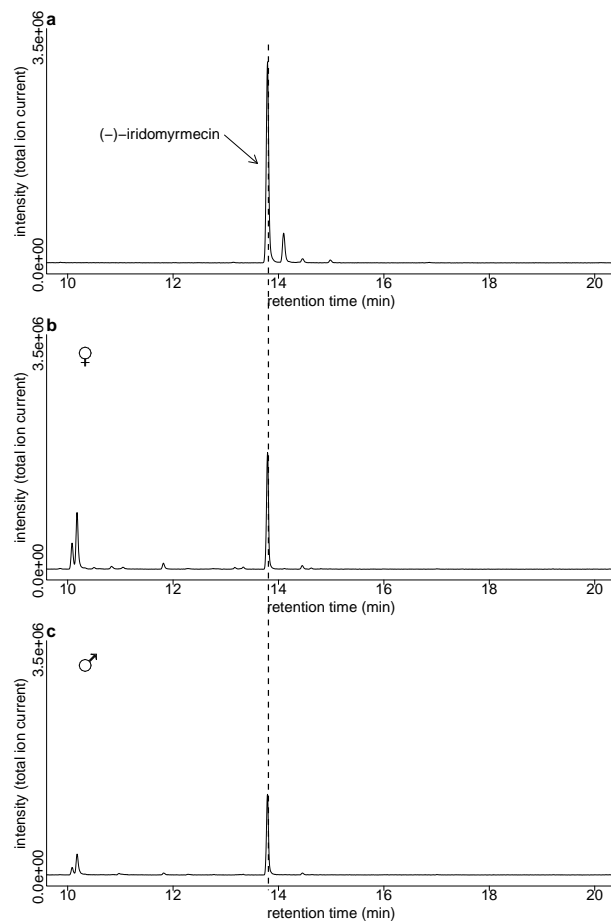 a
3.5e+06
intensity (total ion current)
0.0e+00
(−)−iridomyrmecin
10 12 14 16 18 20
retention time (min)
b
3.5e+06
♀
intensity (total ion current)
0.0e+00
10 12 14 16 18 20
retention time (min)
c
3.5e+06
♂
intensity (total ion current)
0.0e+00
10 12 14 16 18 20
retention time (min)